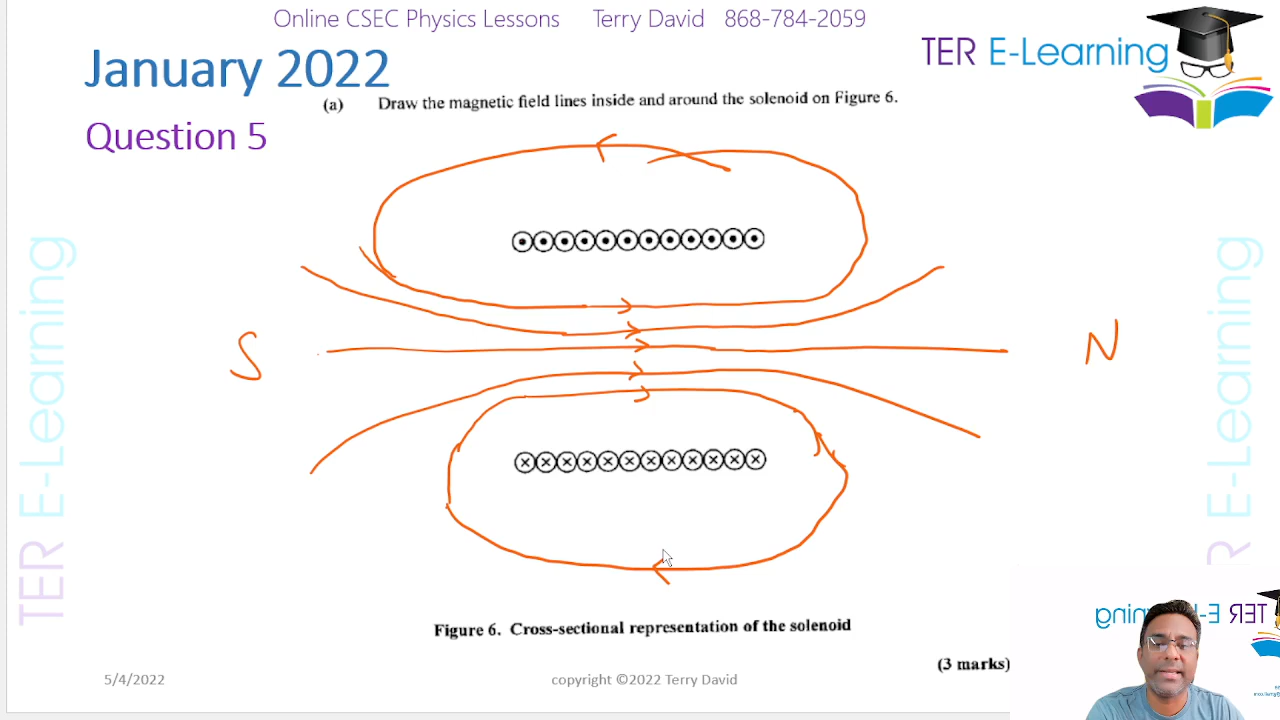 Online CSEC Physics Lessons Terry David 868-784-2059
TER E-Learning
January 2022
Question 5
(a) Draw the magnetic field lines inside and around the solenoid on Figure 6.
S
N
TER E-Learning
TER E-Learning
Figure 6. Cross-sectional representation of the solenoid
(3 marks)
5/4/2022
copyright ©2022 Terry David